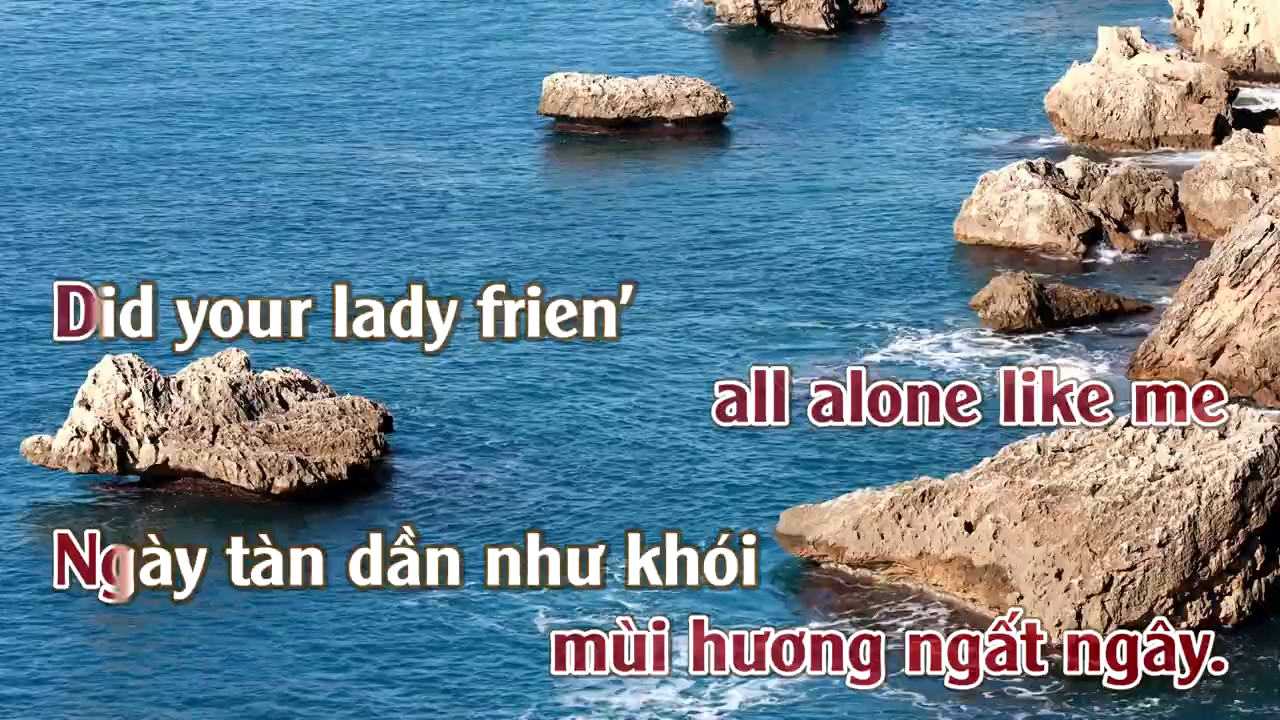 Did your lady frien'
all alone like me
Ngày tàn dần như khói
mùi hương ngất ngây.